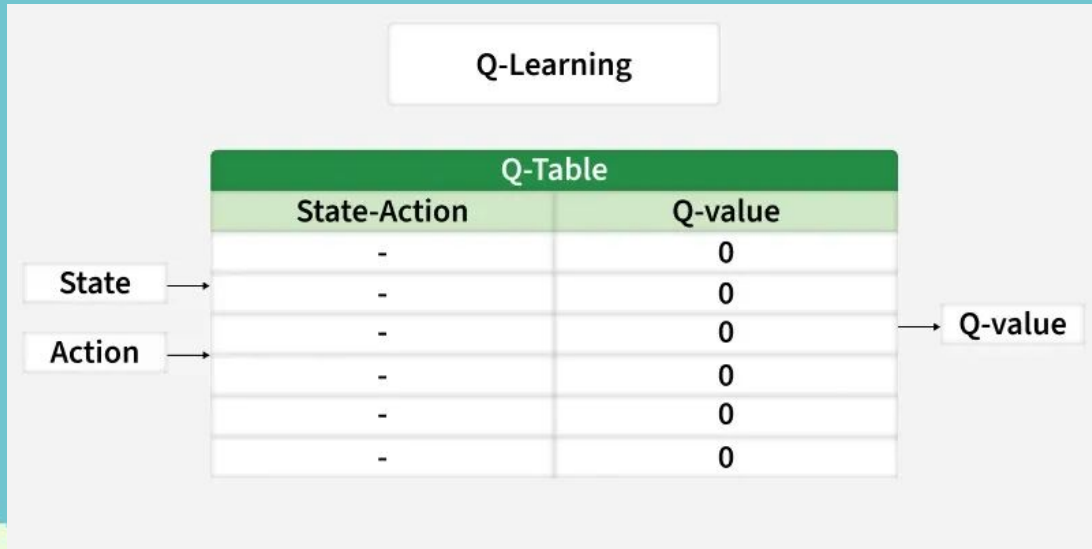 Q-Learning
Q-Table
State-Action Q-value
- 0
State
- 0
- 0
Q-value
Action
- 0
- 0
- 0